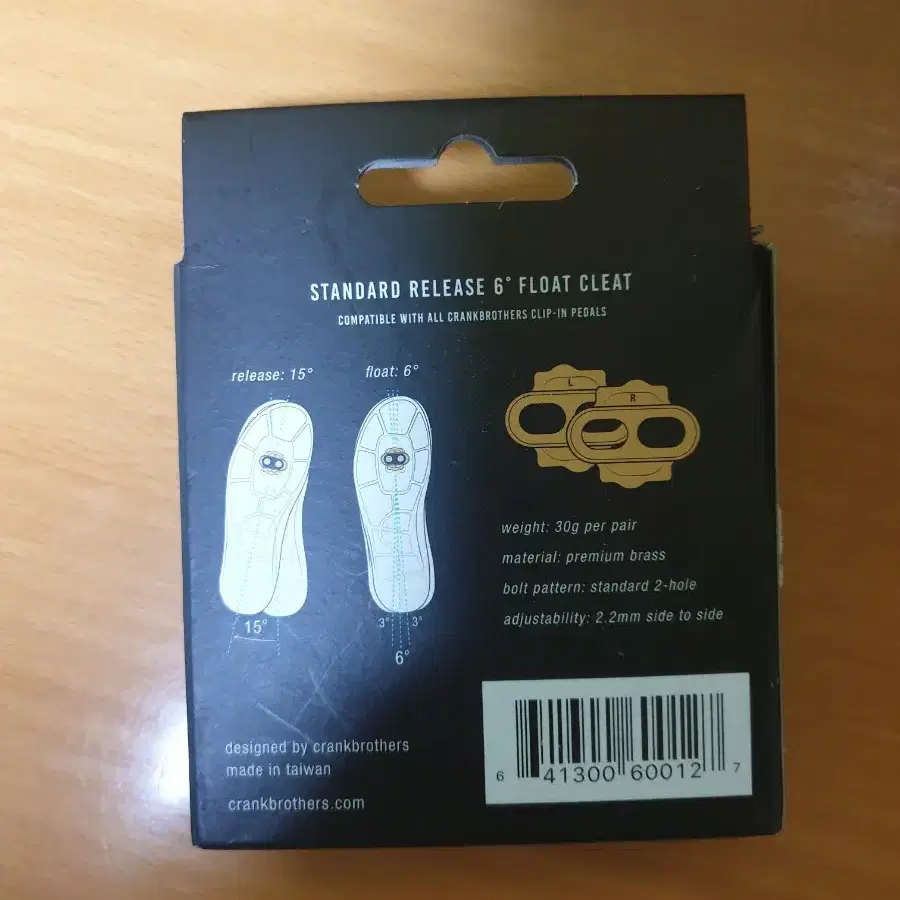 STANDARD RELEASE 6° FLOAT CLEAT
COMPATIBLE WITH ALL CRANKBROTHERS CLIP-IN PEDALS
release: 15°
float: 6°
L
R
15°
3°
3°
6°
weight: 30g per pair
material: premium brass
bolt pattern: standard 2-hole
adjustability: 2.2mm side to side
designed by crankbrothers
made in taiwan
crankbrothers.com
6 41300 60012 7